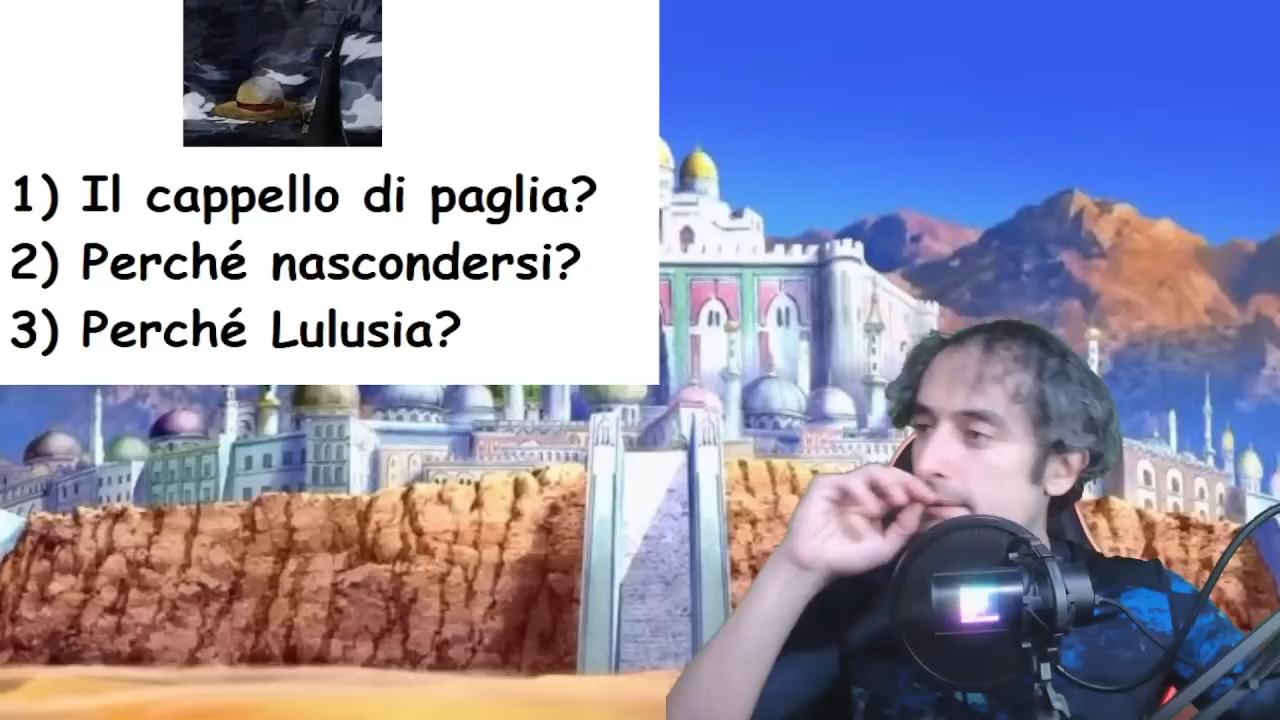 1) Il cappello di paglia?
2) Perché nascondersi?
3) Perché Lulusia?